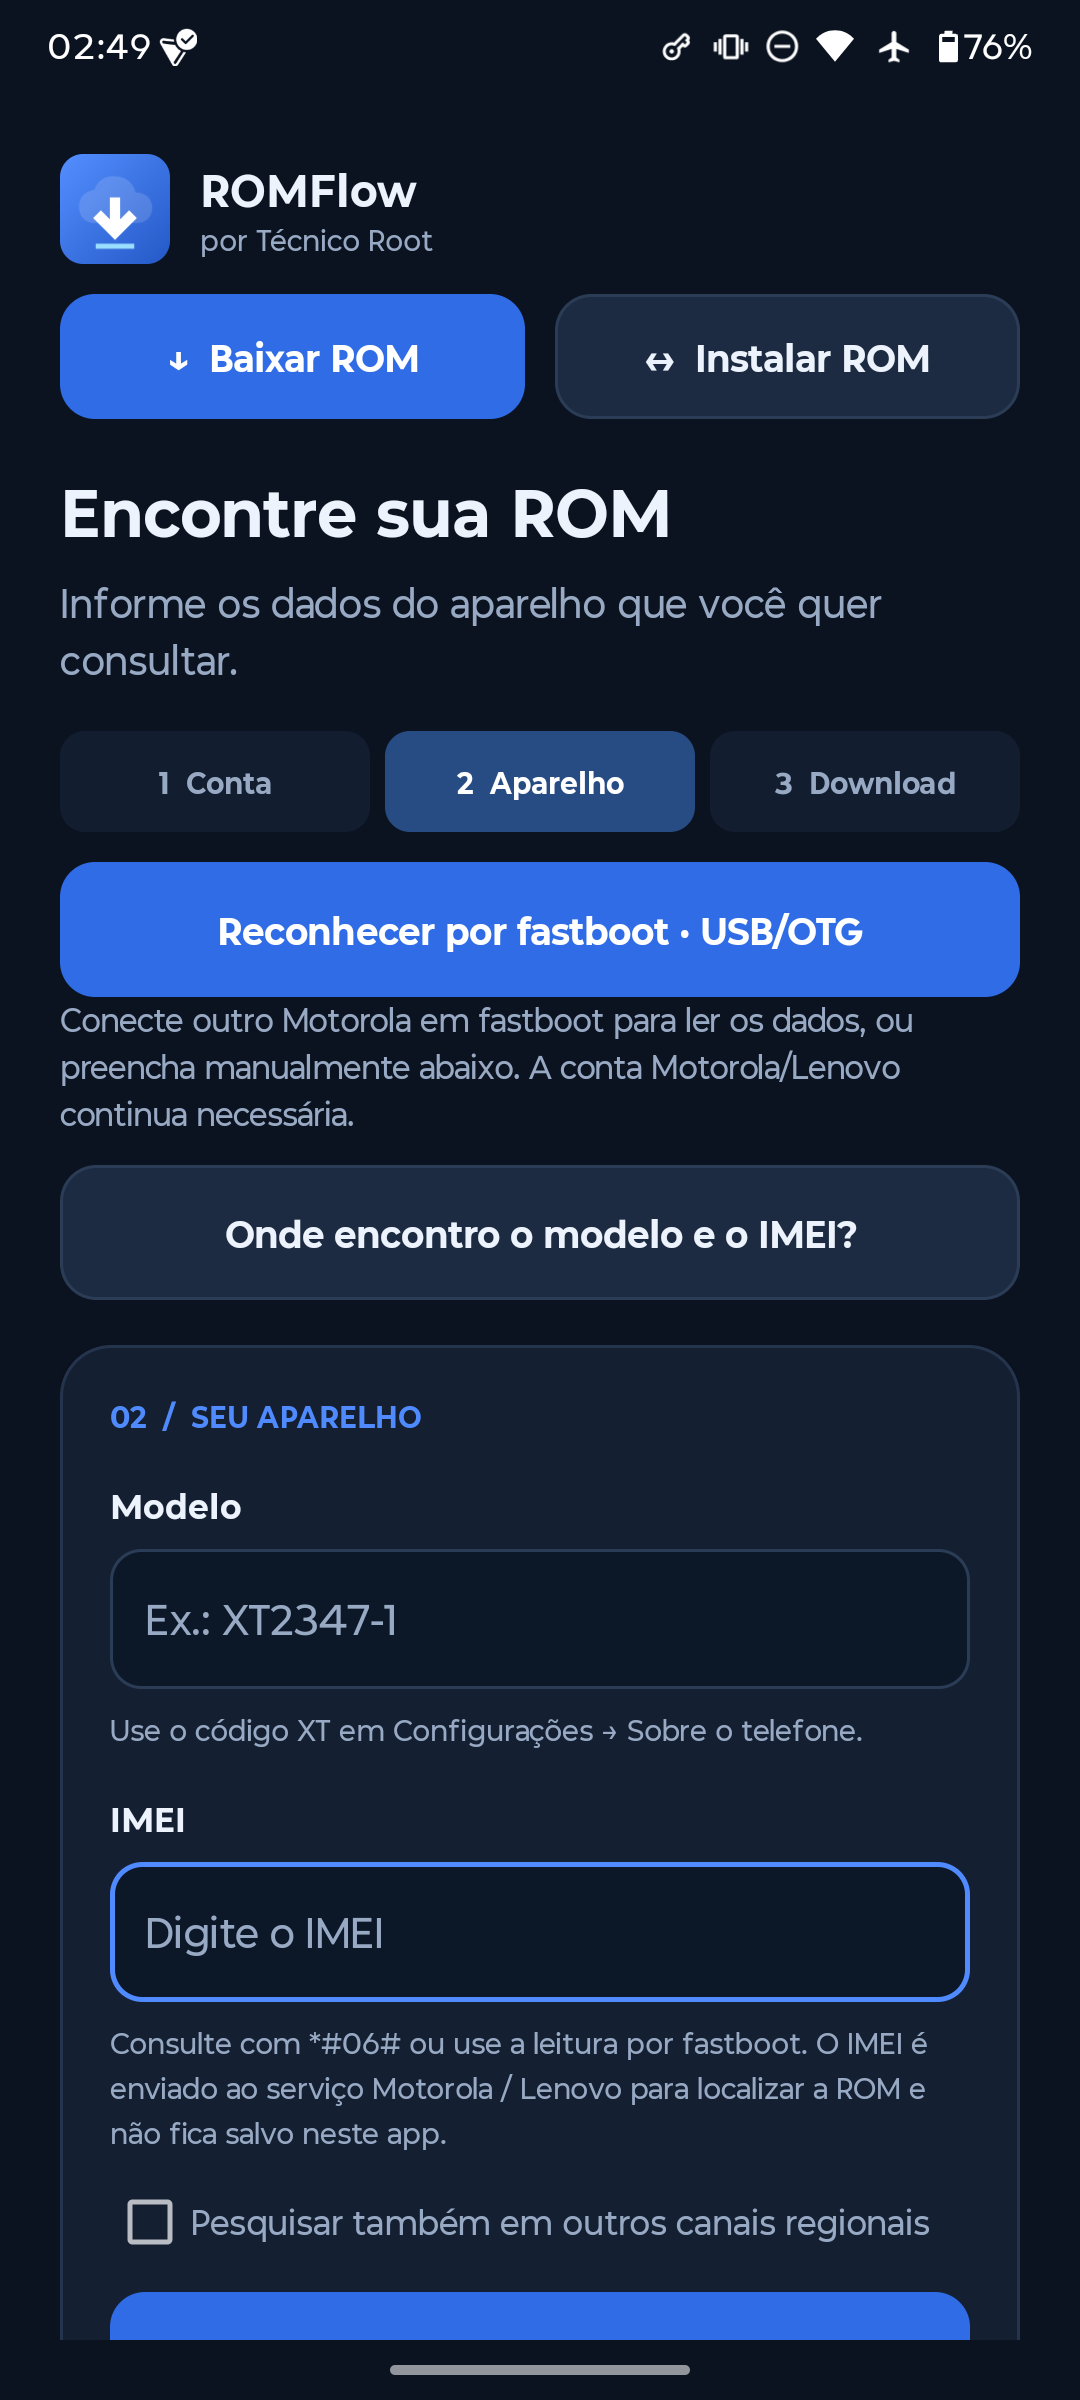 02:49
76%
ROMFlow
por Técnico Root
↓ Baixar ROM
↔ Instalar ROM
Encontre sua ROM
Informe os dados do aparelho que você quer
consultar.
1 Conta
2 Aparelho
3 Download
Reconhecer por fastboot · USB/OTG
Conecte outro Motorola em fastboot para ler os dados, ou
preencha manualmente abaixo. A conta Motorola/Lenovo
continua necessária.
Onde encontro o modelo e o IMEI?
02 / SEU APARELHO
Modelo
Ex.: XT2347-1
Use o código XT em Configurações → Sobre o telefone.
IMEI
Digite o IMEI
Consulte com *#06# ou use a leitura por fastboot. O IMEI é
enviado ao serviço Motorola / Lenovo para localizar a ROM e
não fica salvo neste app.
Pesquisar também em outros canais regionais